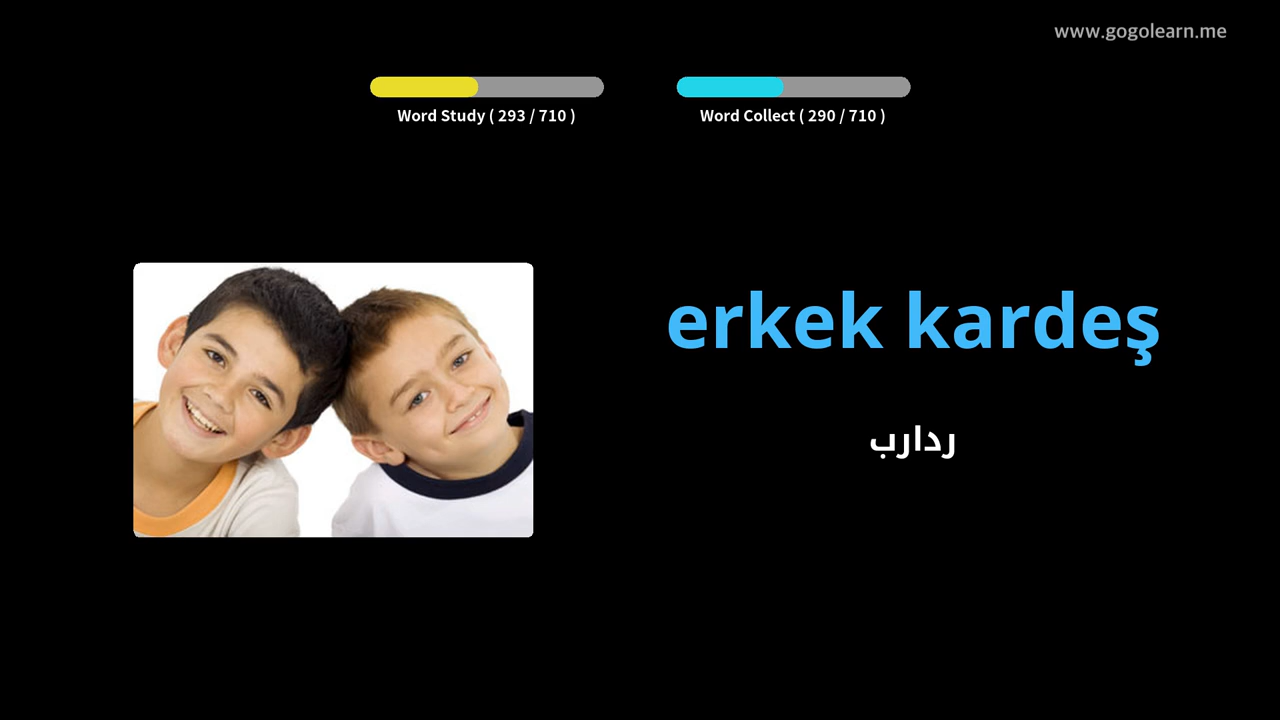 www.gogolearn.me
Word Study ( 293 / 710 )
Word Collect ( 290 / 710 )
erkek kardeş
ردارب